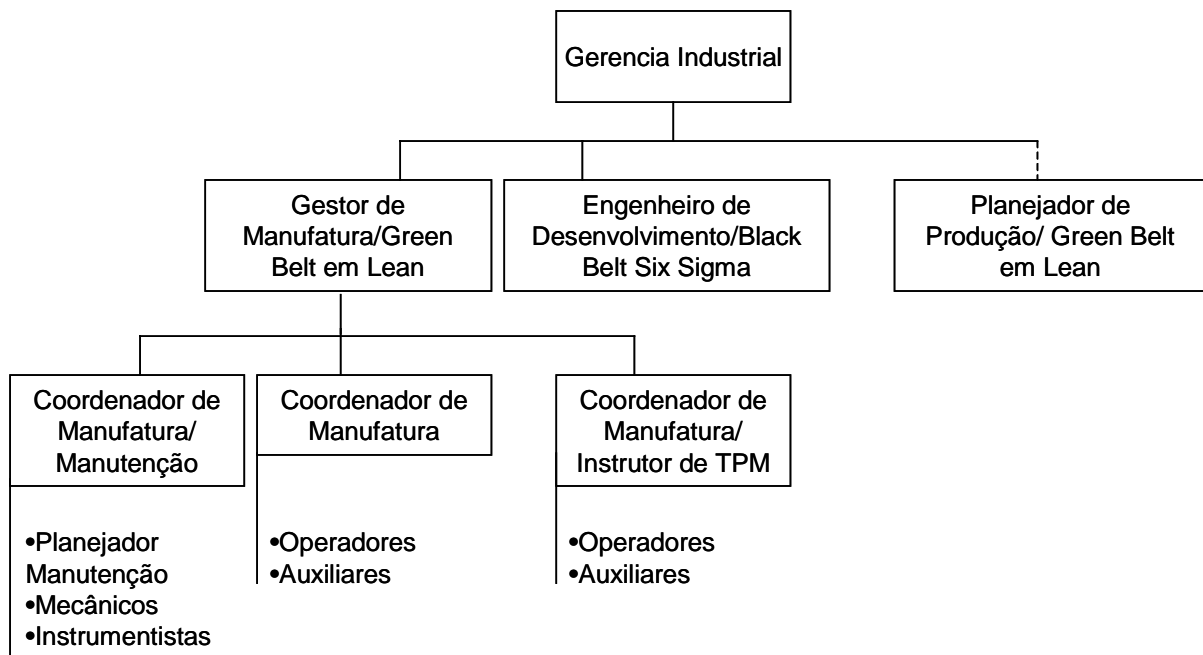 Gerencia Industrial
Gestor de
Manufatura/Green
Belt em Lean
Engenheiro de
Desenvolvimento/Black
Belt Six Sigma
Planejador de
Produção/ Green Belt
em Lean
Coordenador de
Manufatura/
Manutenção
Coordenador de
Manufatura
Coordenador de
Manufatura/
Instrutor de TPM
•Planejador
Manutenção
•Mecânicos
•Instrumentistas
•Operadores
•Auxiliares
•Operadores
•Auxiliares